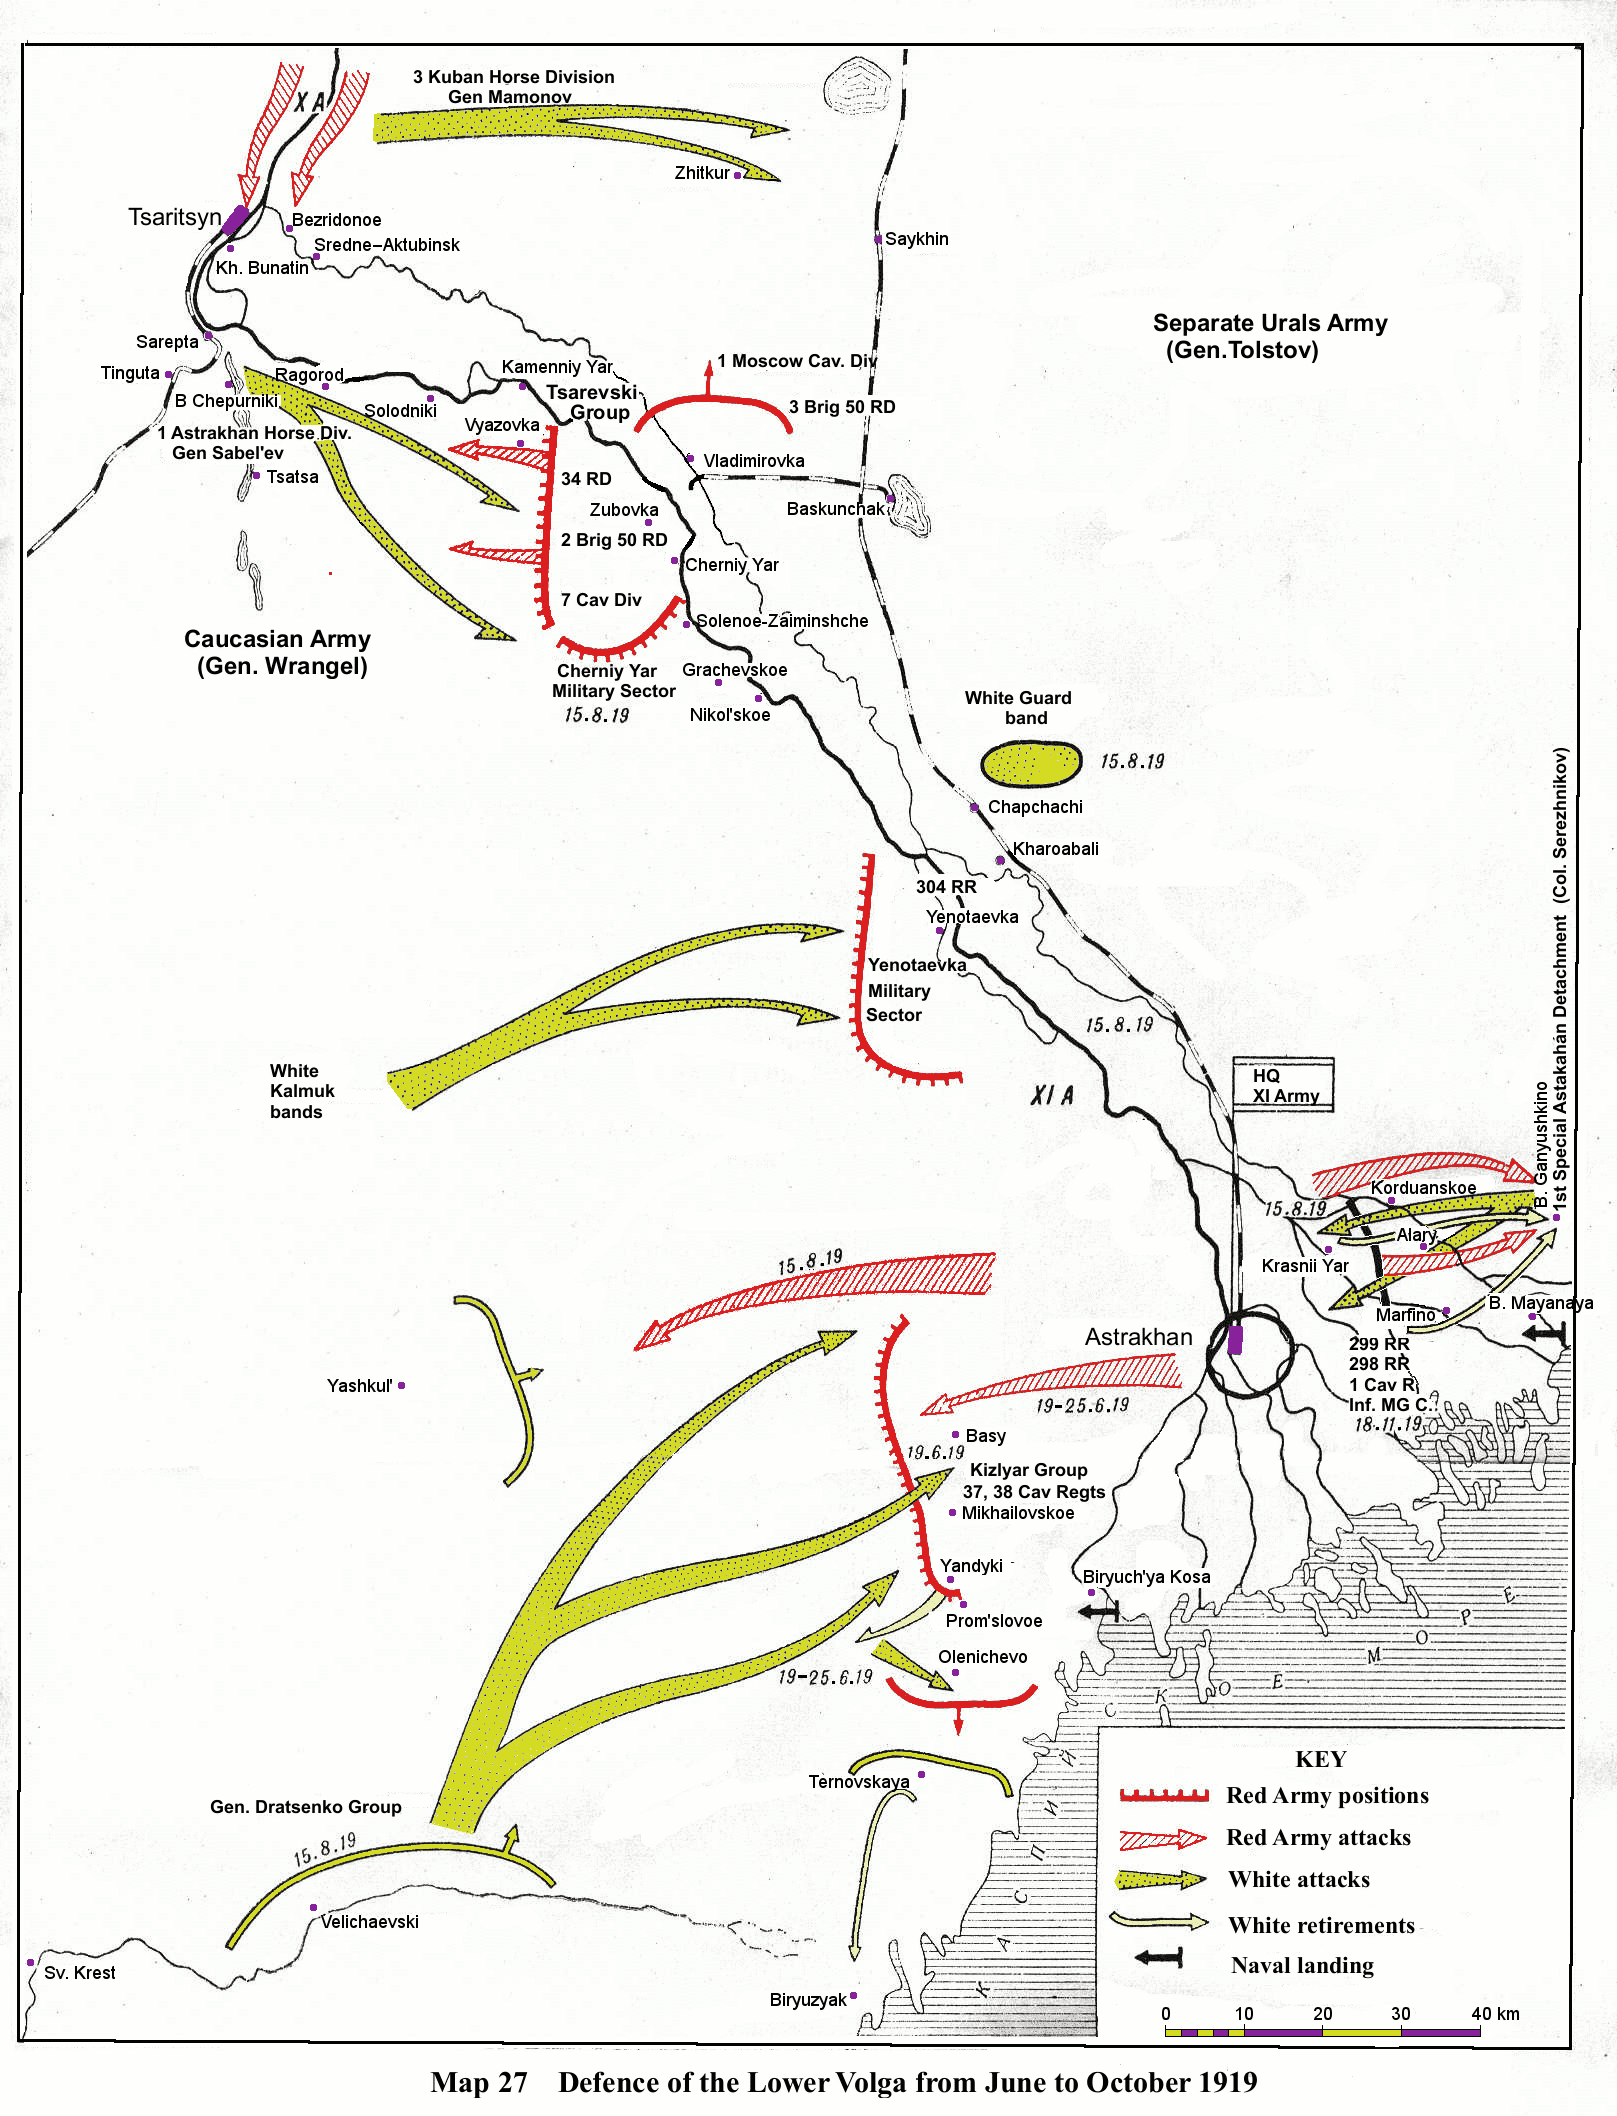 3 Kuban Horse Division
Gen Mamonov
X A
Zhitkur
Tsaritsyn
Bezridonoe
Sredne-Aktubinsk
Kh. Bunatin
Saykhin
Separate Urals Army
(Gen.Tolstov)
Sarepta
Tinguta
Ragorod
B Chepurniki
Solodniki
Kamenniy Yar
1 Moscow Cav. Div
Tsarevski
Group
3 Brig 50 RD
Vyazovka
1 Astrakhan Horse Div.
Gen Sabel'ev
Tsatsa
34 RD
Vladimirovka
Zubovka
Baskunchak
2 Brig 50 RD
Cherniy Yar
7 Cav Div
Solenoe-Zaiminshche
Caucasian Army
(Gen. Wrangel)
Cherniy Yar
Military Sector
15.8.19
Grachevskoe
Nikol'skoe
White Guard
band
15.8.19
Chapchachi
Kharoabali
304 RR
Yenotaevka
Yenotaevka
Military
Sector
15.8.19
White
Kalmuk
bands
XI A
HQ
XI Army
B. Ganyushkino
1st Special Astakahán Detachment (Col. Serezhnikov)
Korduanskoe
15.8.19
Alary
Krasnii Yar
B. Mayanaya
Marfino
299 RR
298 RR
1 Cav R
Inf. MG C.
18.11.19
15.8.19
Astrakhan
19-25.6.19
Yashkul'
Basy
19.6.19
Kizlyar Group
37, 38 Cav Regts
Mikhailovskoe
Yandyki
Prom'slovoe
Biryuch'ya Kosa
Olenichevo
19-25.6.19
Ternovskaya
Gen. Dratsenko Group
15.8.19
Velichaevski
Sv. Krest
Biryuzyak
К А С П И Й С К О Е М О Р Е
KEY
Red Army positions
Red Army attacks
White attacks
White retirements
Naval landing
0 10 20 30 40 km
Map 27 Defence of the Lower Volga from June to October 1919